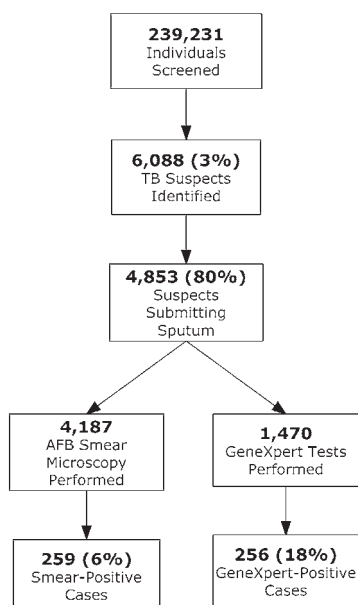 239,231
Individuals
Screened
6,088 (3%)
TB Suspects
Identified
4,853 (80%)
Suspects
Submitting
Sputum
4,187
AFB Smear
Microscopy
Performed
1,470
GeneXpert Tests
Performed
259 (6%)
Smear-Positive
Cases
256 (18%)
GeneXpert-Positive
Cases